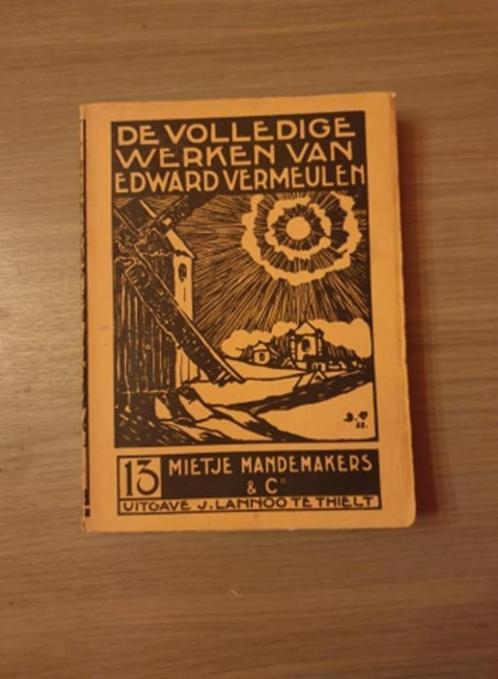 DE VOLLEDIGE
WERKEN VAN
EDWARD VERMEULEN
13
MIETJE MANDEMAKERS
& Cº
UITGAVE J. LANNOO TE THIELT